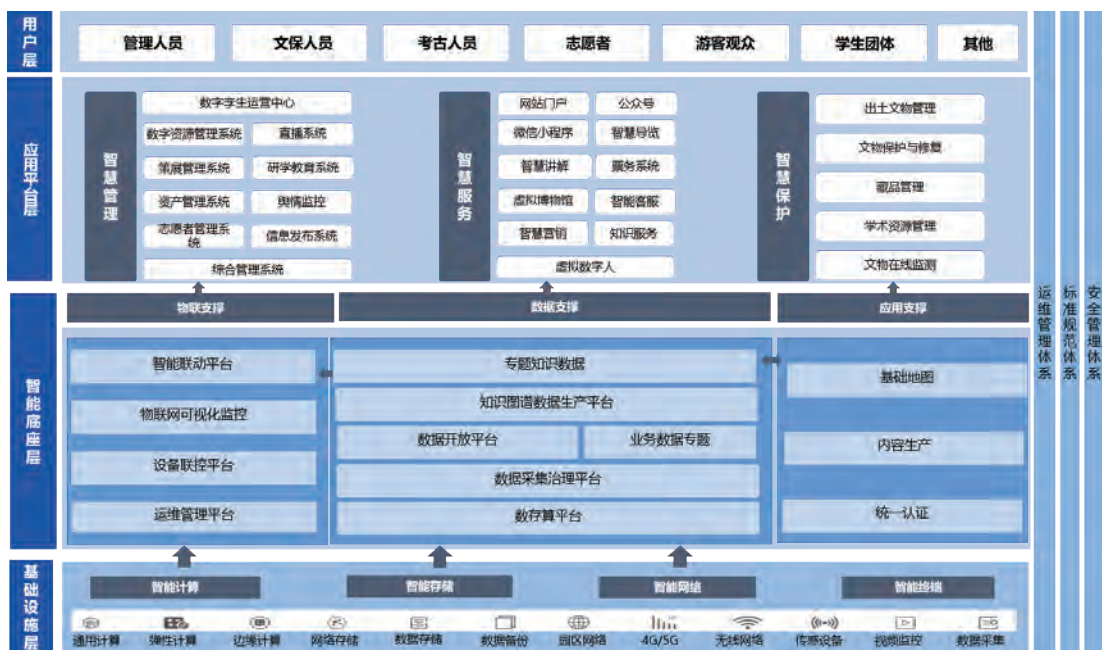 用户层
管理人员
文保人员
考古人员
志愿者
游客观众
学生团体
其他
应用平台层
智慧管理
数字孪生运营中心
数字资源管理系统
直播系统
策展管理系统
研学教育系统
资产管理系统
舆情监控
志愿者管理系
统
信息发布系统
综合管理系统
智慧服务
网站门户
公众号
微信小程序
智慧导览
智慧讲解
票务系统
虚拟博物馆
智能客服
智慧营销
知识服务
虚拟数字人
智慧保护
出土文物管理
文物保护与修复
藏品管理
学术资源管理
文物在线监测
智能底座层
物联支撑
数据支撑
应用支撑
智能联动平台
物联网可视化监控
设备联控平台
运维管理平台
专题知识数据
知识图谱数据生产平台
数据开放平台
业务数据专题
数据采集治理平台
数存算平台
基础地图
内容生产
统一认证
基础设施层
智能计算
智能存储
智能网络
智能终端
通用计算
弹性计算
边缘计算
网络存储
数据存储
数据备份
园区网络
4G/5G
无线网络
传感设备
视频监控
数据采集
运维管理体系
标准规范体系
安全管理体系